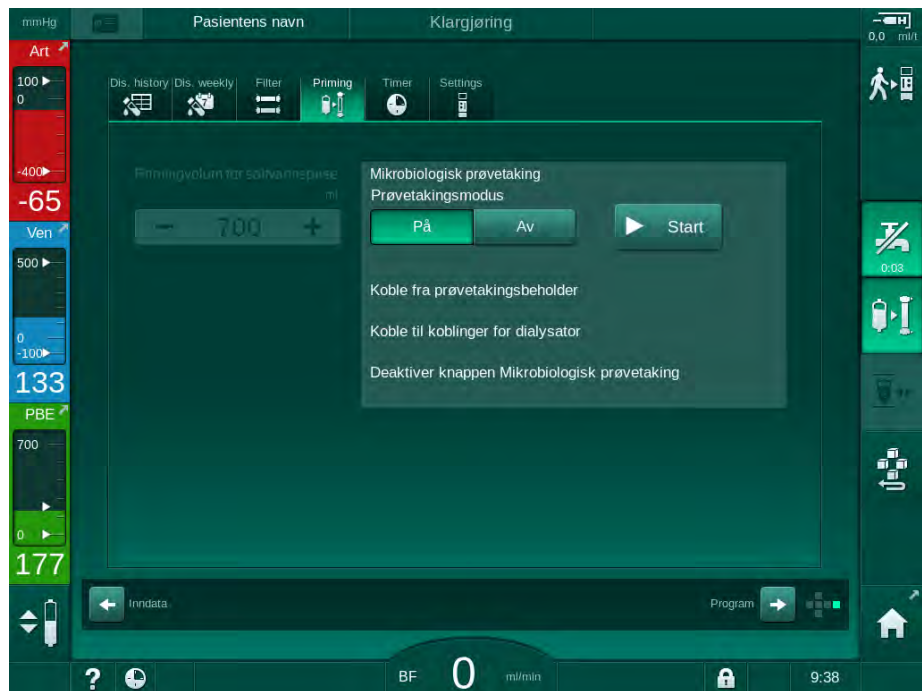 mmHg
Pasientens navn
Klargjøring
0,0 ml/t
Art
100
0
-400
-65
Ven
500
0
-100
133
PBE
700
0
177
Dis. history
Dis. weekly
Filter
Priming
Timer
Settings
ml
- 700 +
Mikrobiologisk prøvetaking
Prøvetakingsmodus
På
Av
Start
Koble fra prøvetakingsbeholder
Koble til koblinger for dialysator
Deaktiver knappen Mikrobiologisk prøvetaking
0:03
Inndata
Program
? BF 0 ml/min 9:38